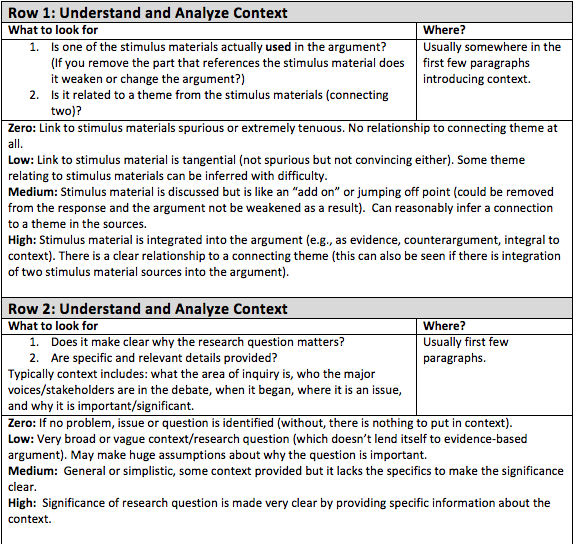 Row 1: Understand and Analyze Context
What to look for
Where?
1. Is one of the stimulus materials actually used in the argument?
(If you remove the part that references the stimulus material does
it weaken or change the argument?)
2. Is it related to a theme from the stimulus materials (connecting
two)?
Usually somewhere in the
first few paragraphs
introducing context.
Zero: Link to stimulus materials spurious or extremely tenuous. No relationship to connecting theme at
all.
Low: Link to stimulus material is tangential (not spurious but not convincing either). Some theme
relating to stimulus materials can be inferred with difficulty.
Medium: Stimulus material is discussed but is like an “add on” or jumping off point (could be removed
from the response and the argument not be weakened as a result).  Can reasonably infer a connection
to a theme in the sources.
High: Stimulus material is integrated into the argument (e.g., as evidence, counterargument, integral to
context). There is a clear relationship to a connecting theme (this can also be seen if there is integration
of two stimulus material sources into the argument).
Row 2: Understand and Analyze Context
What to look for
Where?
1. Does it make clear why the research question matters?
2. Are specific and relevant details provided?
Typically context includes: what the area of inquiry is, who the major
voices/stakeholders are in the debate, when it began, where it is an issue,
and why it is important/significant.
Usually first few
paragraphs.
Zero: If no problem, issue or question is identified (without, there is nothing to put in context).
Low: Very broad or vague context/research question (which doesn’t lend itself to evidence-based
argument). May make huge assumptions about why the question is important.
Medium:  General or simplistic, some context provided but it lacks the specifics to make the significance
clear.
High:  Significance of research question is made very clear by providing specific information about the
context.